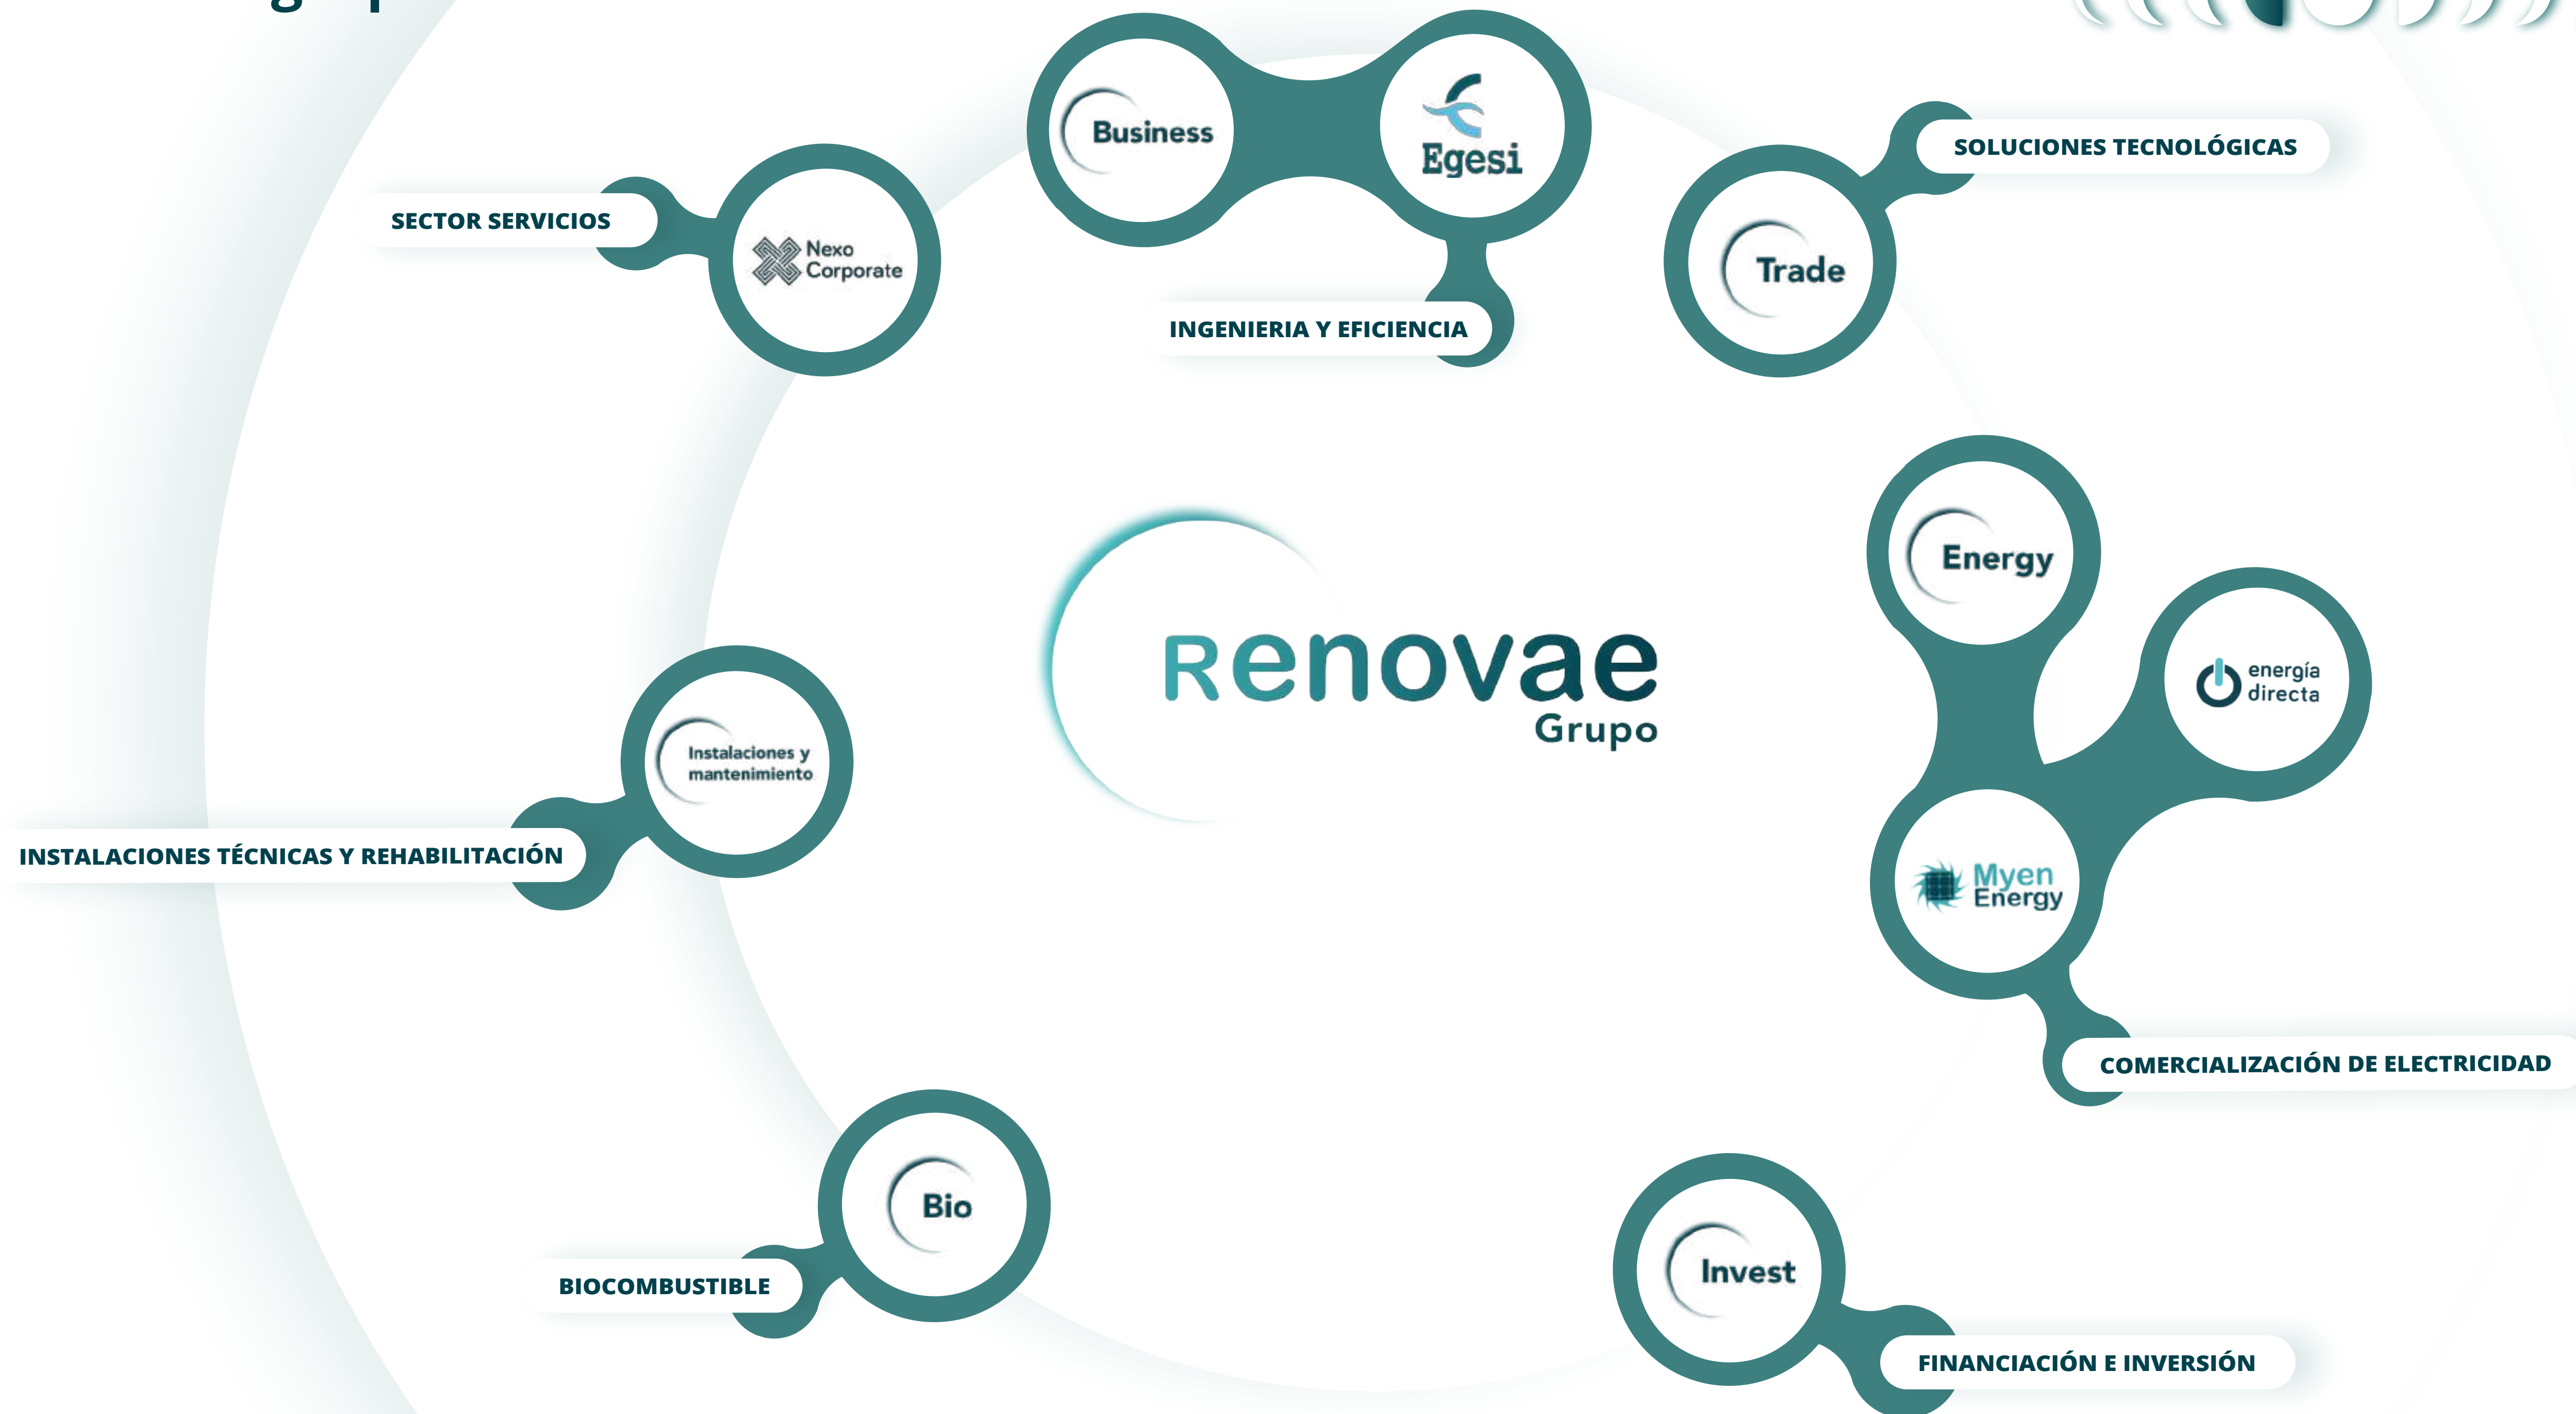 Business
Egesi
SOLUCIONES TECNOLÓGICAS
SECTOR SERVICIOS
Nexo
Corporate
Trade
INGENIERIA Y EFICIENCIA
Energy
Renovae
Grupo
energía
directa
Instalaciones y
mantenimiento
INSTALACIONES TÉCNICAS Y REHABILITACIÓN
Myen
Energy
COMERCIALIZACIÓN DE ELECTRICIDAD
Bio
BIOCOMBUSTIBLE
Invest
FINANCIACIÓN E INVERSIÓN